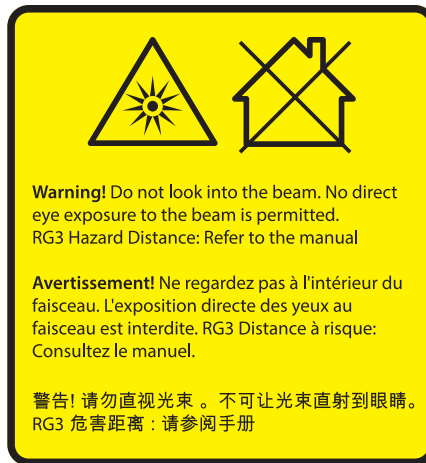 Warning! Do not look into the beam. No direct
eye exposure to the beam is permitted.
RG3 Hazard Distance: Refer to the manual
Avertissement! Ne regardez pas à l'intérieur du
faisceau. L'exposition directe des yeux au
faisceau est interdite. RG3 Distance à risque:
Consultez le manuel.
警告! 请勿直视光束 。不可让光束直射到眼睛。
RG3 危害距离 : 请参阅手册